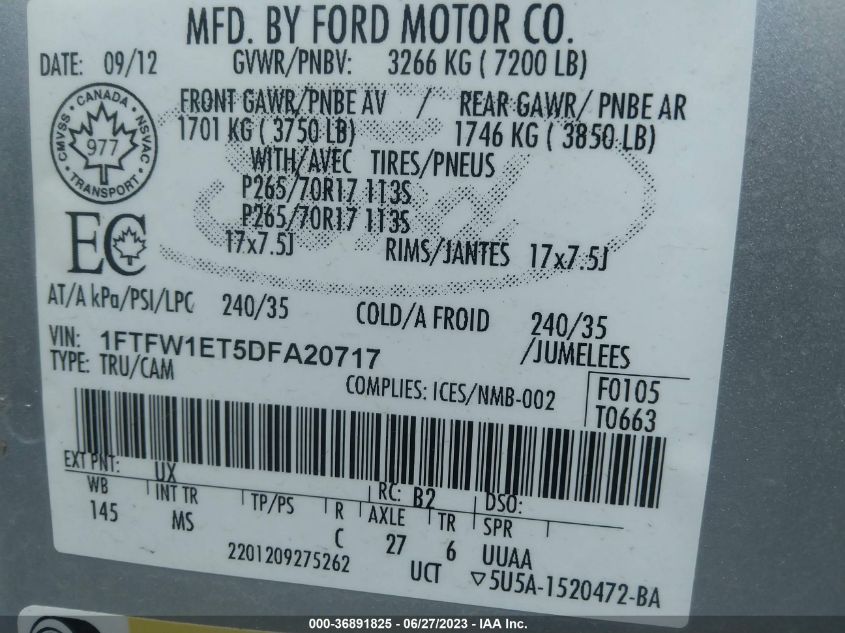 MFD. BY FORD MOTOR CO.
DATE: 09/12 GVWR/PNBV: 3266 KG ( 7200 LB)
FRONT GAWR/PNBE AV / REAR GAWR/ PNBE AR
1701 KG ( 3750 LB) 1746 KG ( 3850 LB)
WITH/AVEC TIRES/PNEUS
P265/70R17 113S
P265/70R17 113S
17x7.5J RIMS/JANTES 17x7.5J
CANADA
CMVSS 977 NSVAC
TRANSPORT
EC
Ford
AT/A kPa/PSI/LPC 240/35 COLD/A FROID 240/35
VIN: 1FTFW1ET5DFA20717 /JUMELEES
TYPE: TRU/CAM
COMPLIES: ICES/NMB-002 F0105
T0663
EXT PNT: UX RC: B2 DSO:
WB INT TR TP/PS R AXLE TR SPR
145 MS C 27 6 UUAA
2201209275262 UCT ▽5U5A-1520472-BA
000-36891825 - 06/27/2023 - IAA Inc.